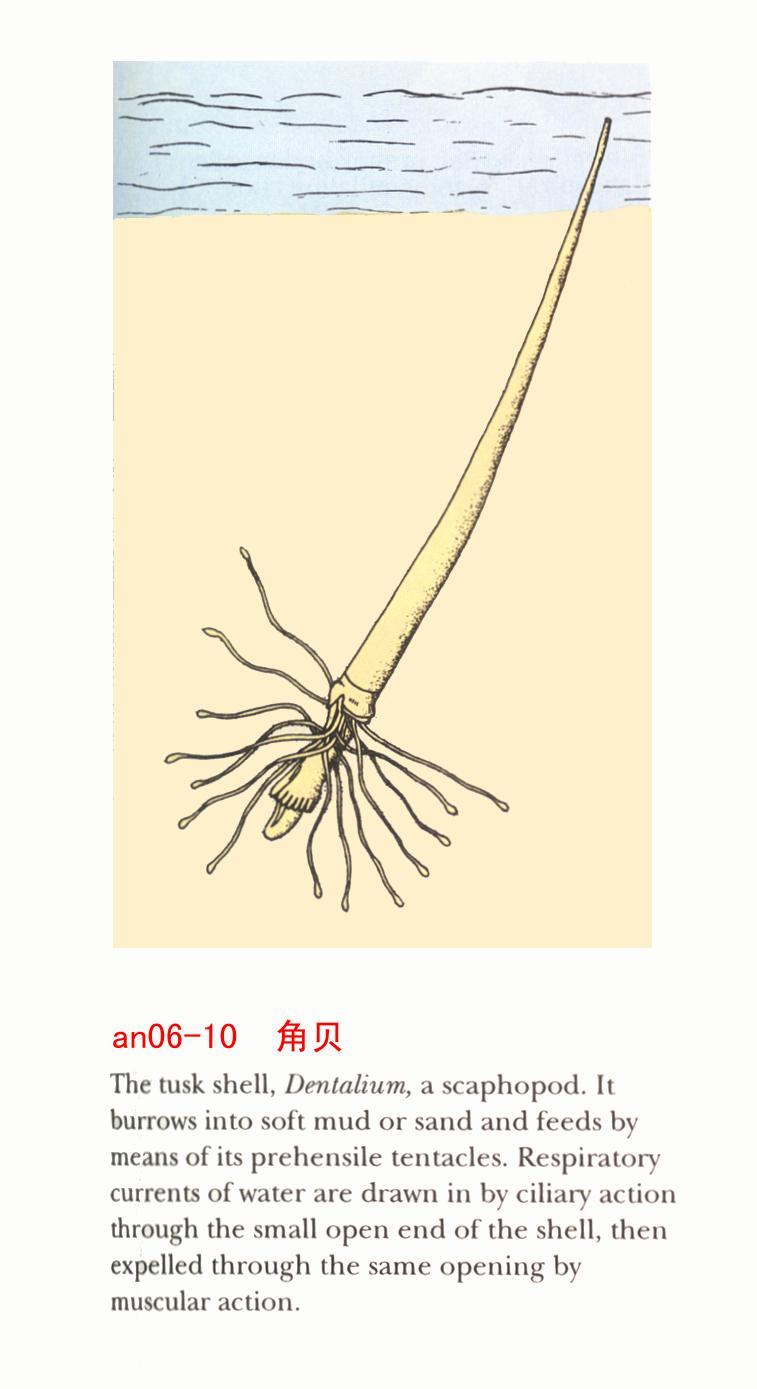 an06-10 角贝
The tusk shell, Dentalium, a scaphopod. It
burrows into soft mud or sand and feeds by
means of its prehensile tentacles. Respiratory
currents of water are drawn in by ciliary action
through the small open end of the shell, then
expelled through the same opening by
muscular action.